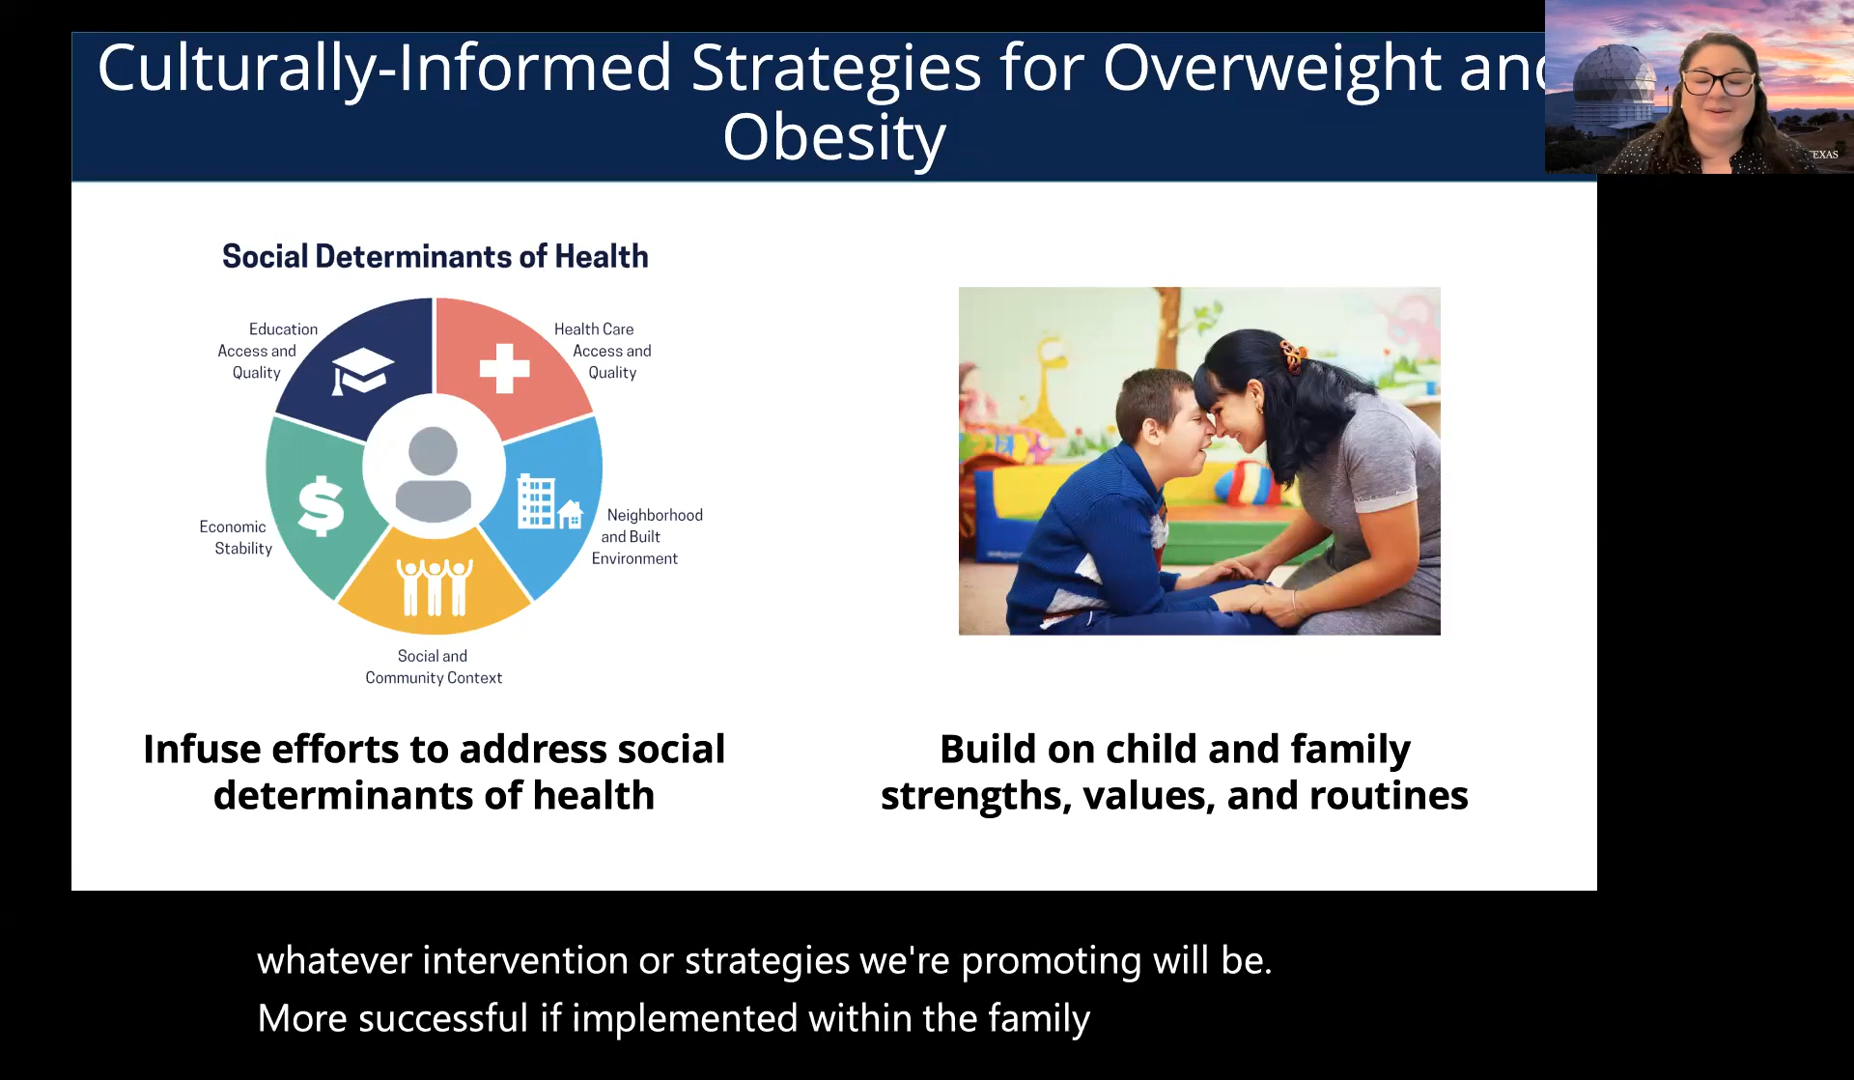 Culturally-Informed Strategies for Overweight and
Obesity
Social Determinants of Health
Education
Access and
Quality
Health Care
Access and
Quality
Economic
Stability
Neighborhood
and Built
Environment
Social and
Community Context
Infuse efforts to address social
determinants of health
Build on child and family
strengths, values, and routines
EXAS
whatever intervention or strategies we're promoting will be.
More successful if implemented within the family